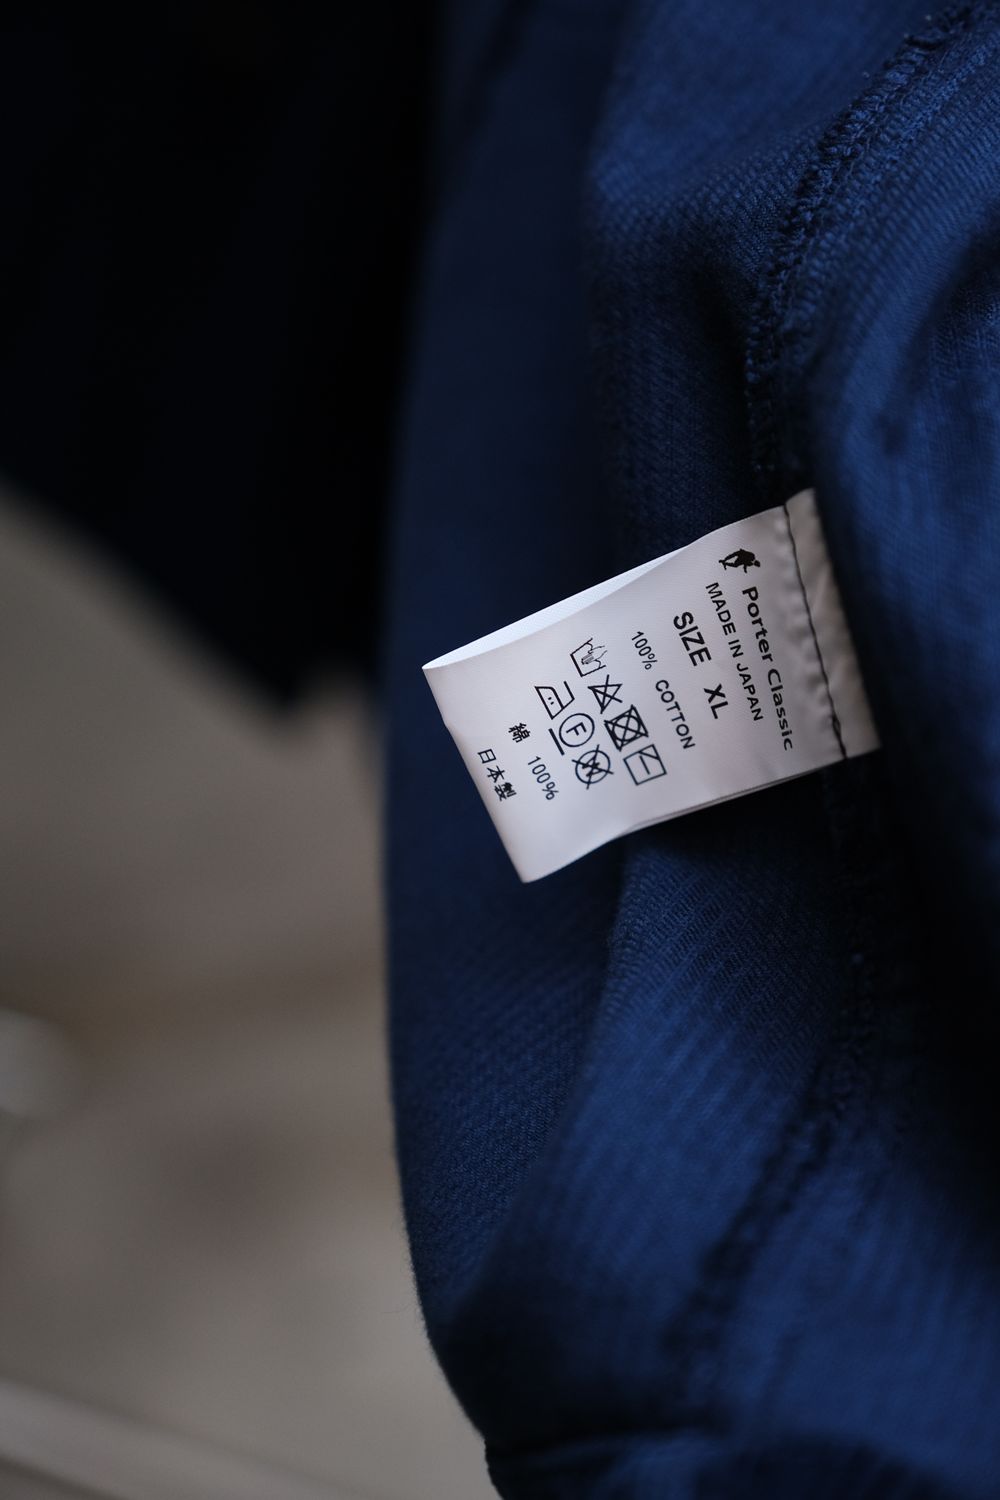 Porter Classic
MADE IN JAPAN
SIZE XL
100% COTTON
F
W
綿 100%
日本製